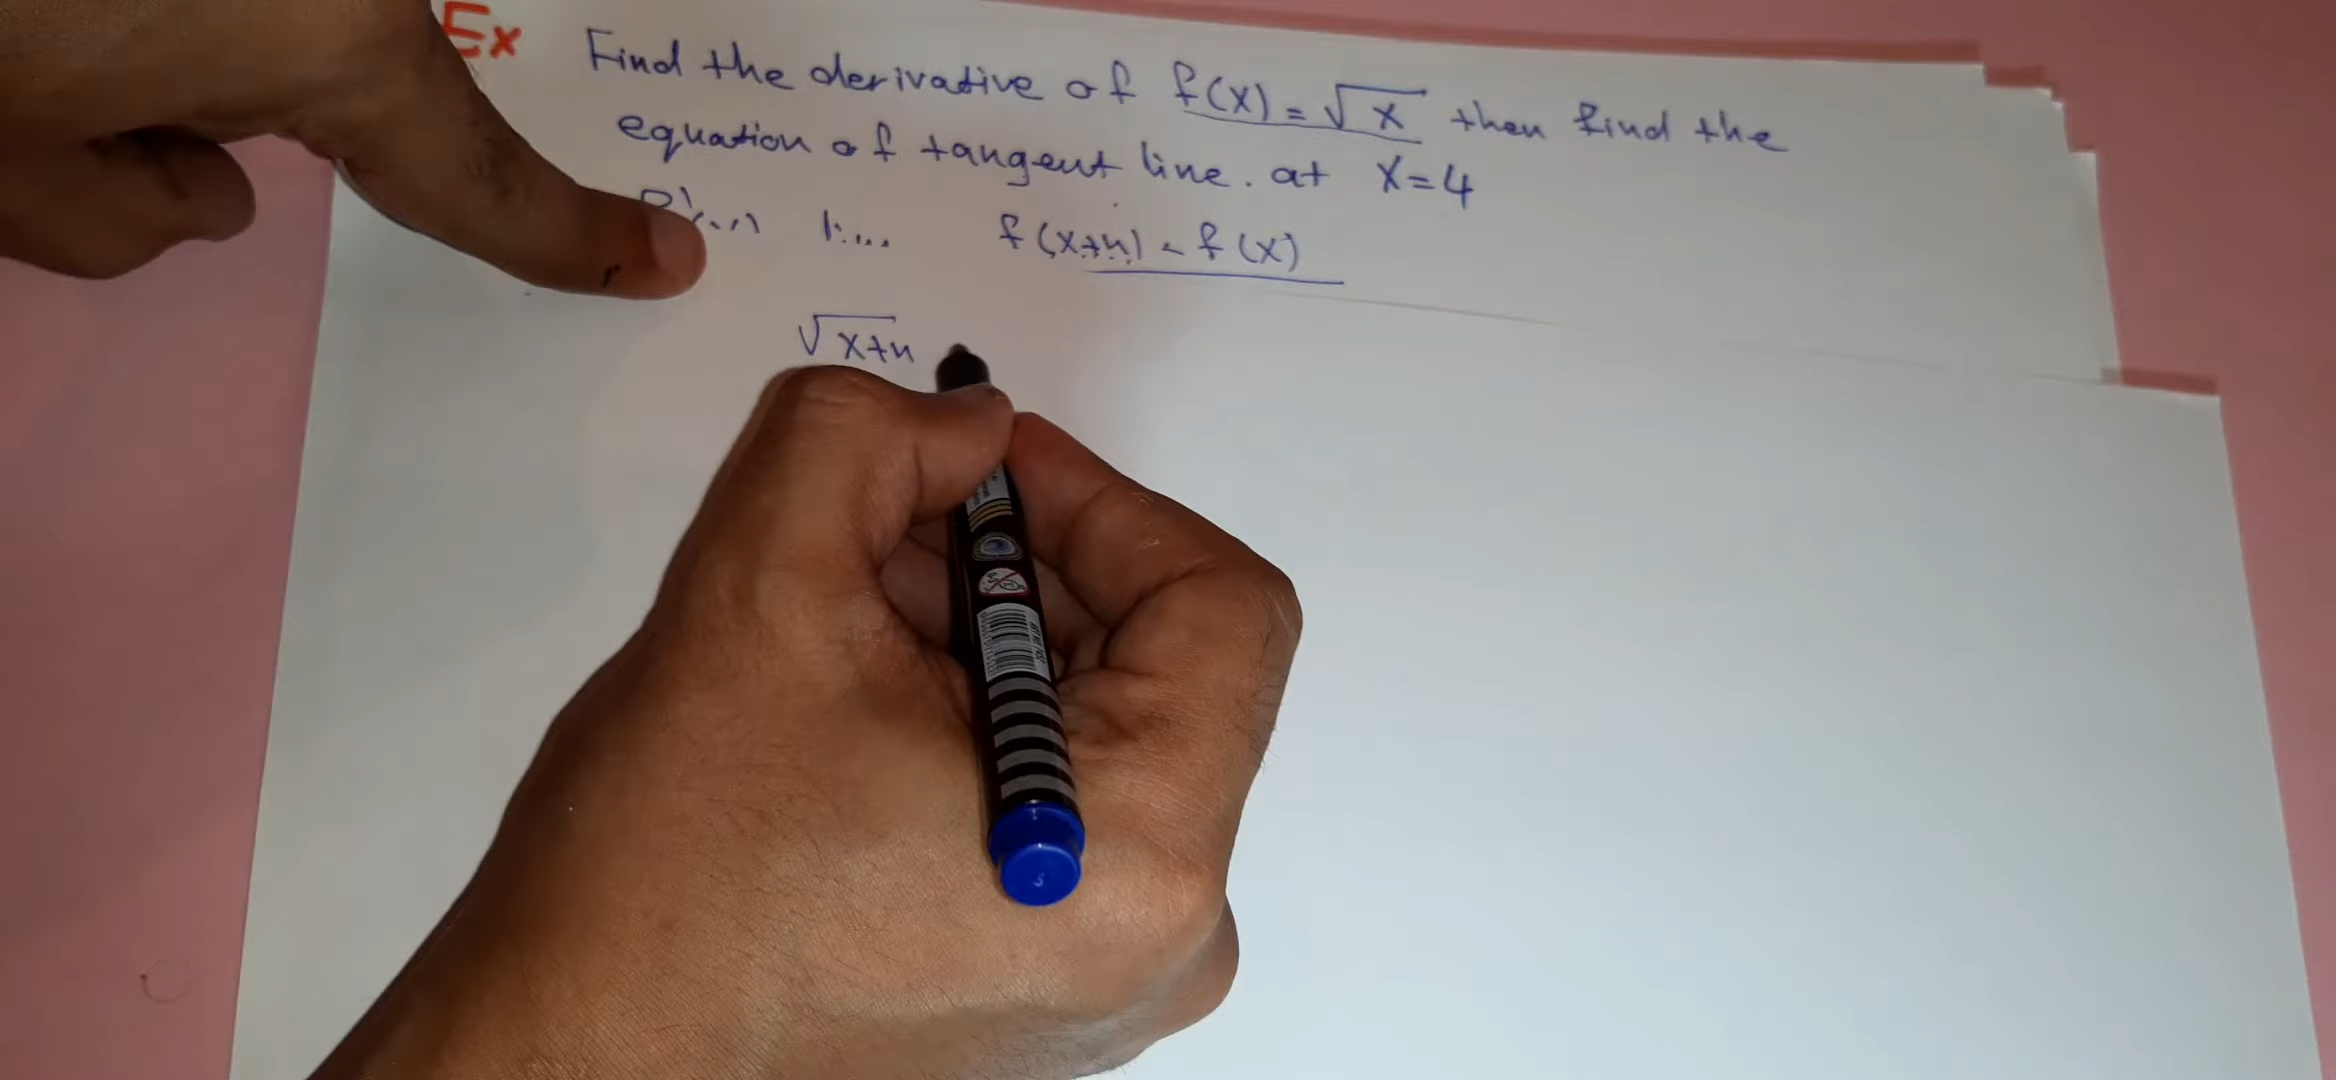 Ex Find the derivative of f(x) = √x then find the
equation of tangent line. at x=4
f(x+h) - f(x)
√x+h